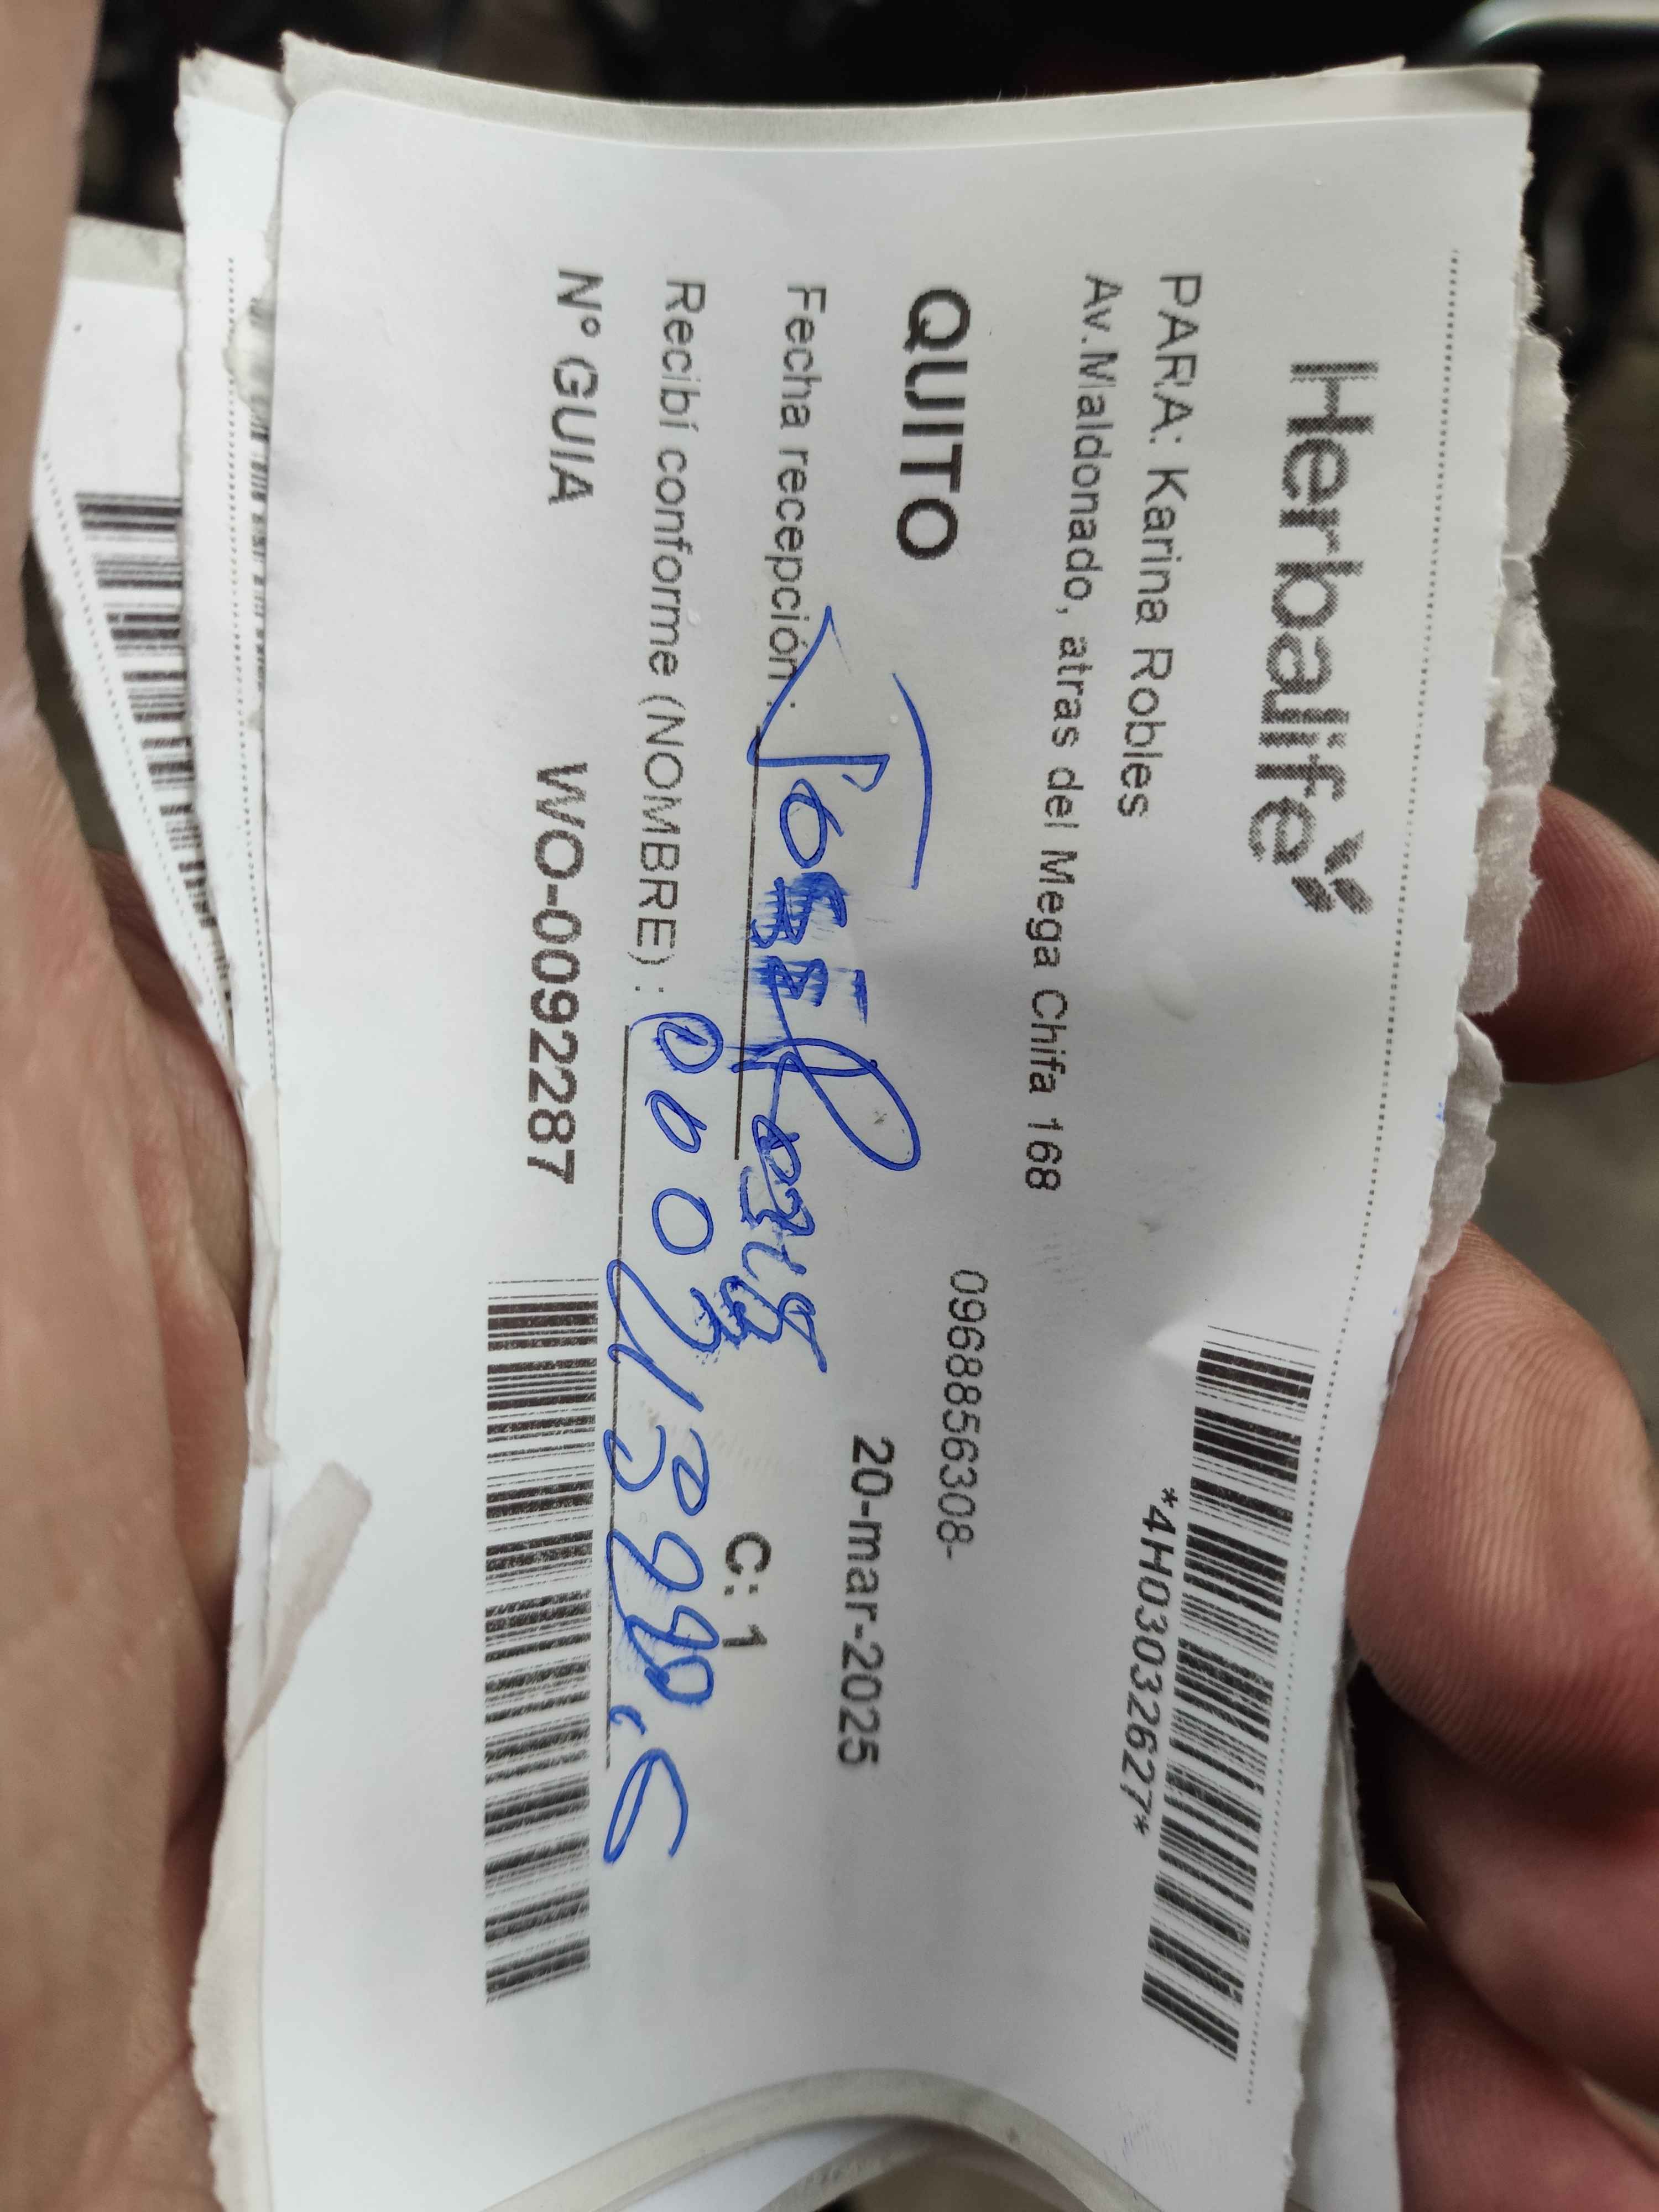 Herbalife
*4H03032627*
PARA: Karina Robles
Av.Maldonado, atras del Mega Chifa 168
0968856308-
QUITO
20-mar-2025
Fecha recepción :
Recibí conforme (NOMBRE) :
C: 1
Nº GUIA WO-0092287